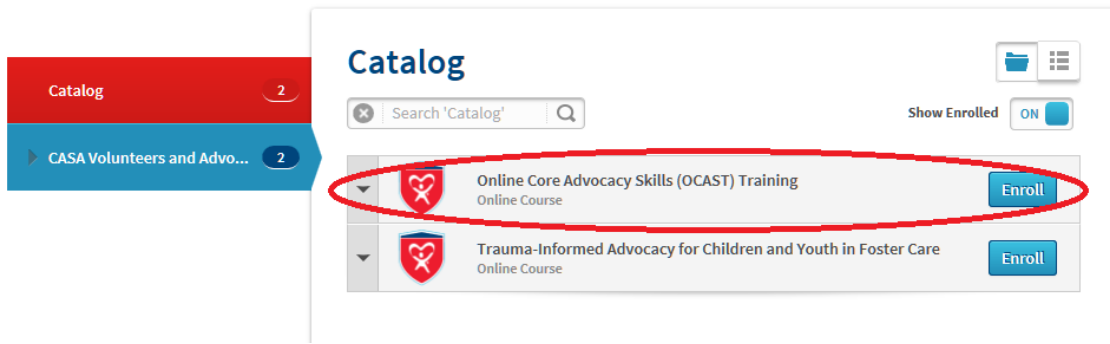 Catalog
2
CASA Volunteers and Advo...
2
Catalog
Search 'Catalog'
Show Enrolled
ON
Online Core Advocacy Skills (OCAST) Training
Online Course
Enroll
Trauma-Informed Advocacy for Children and Youth in Foster Care
Online Course
Enroll